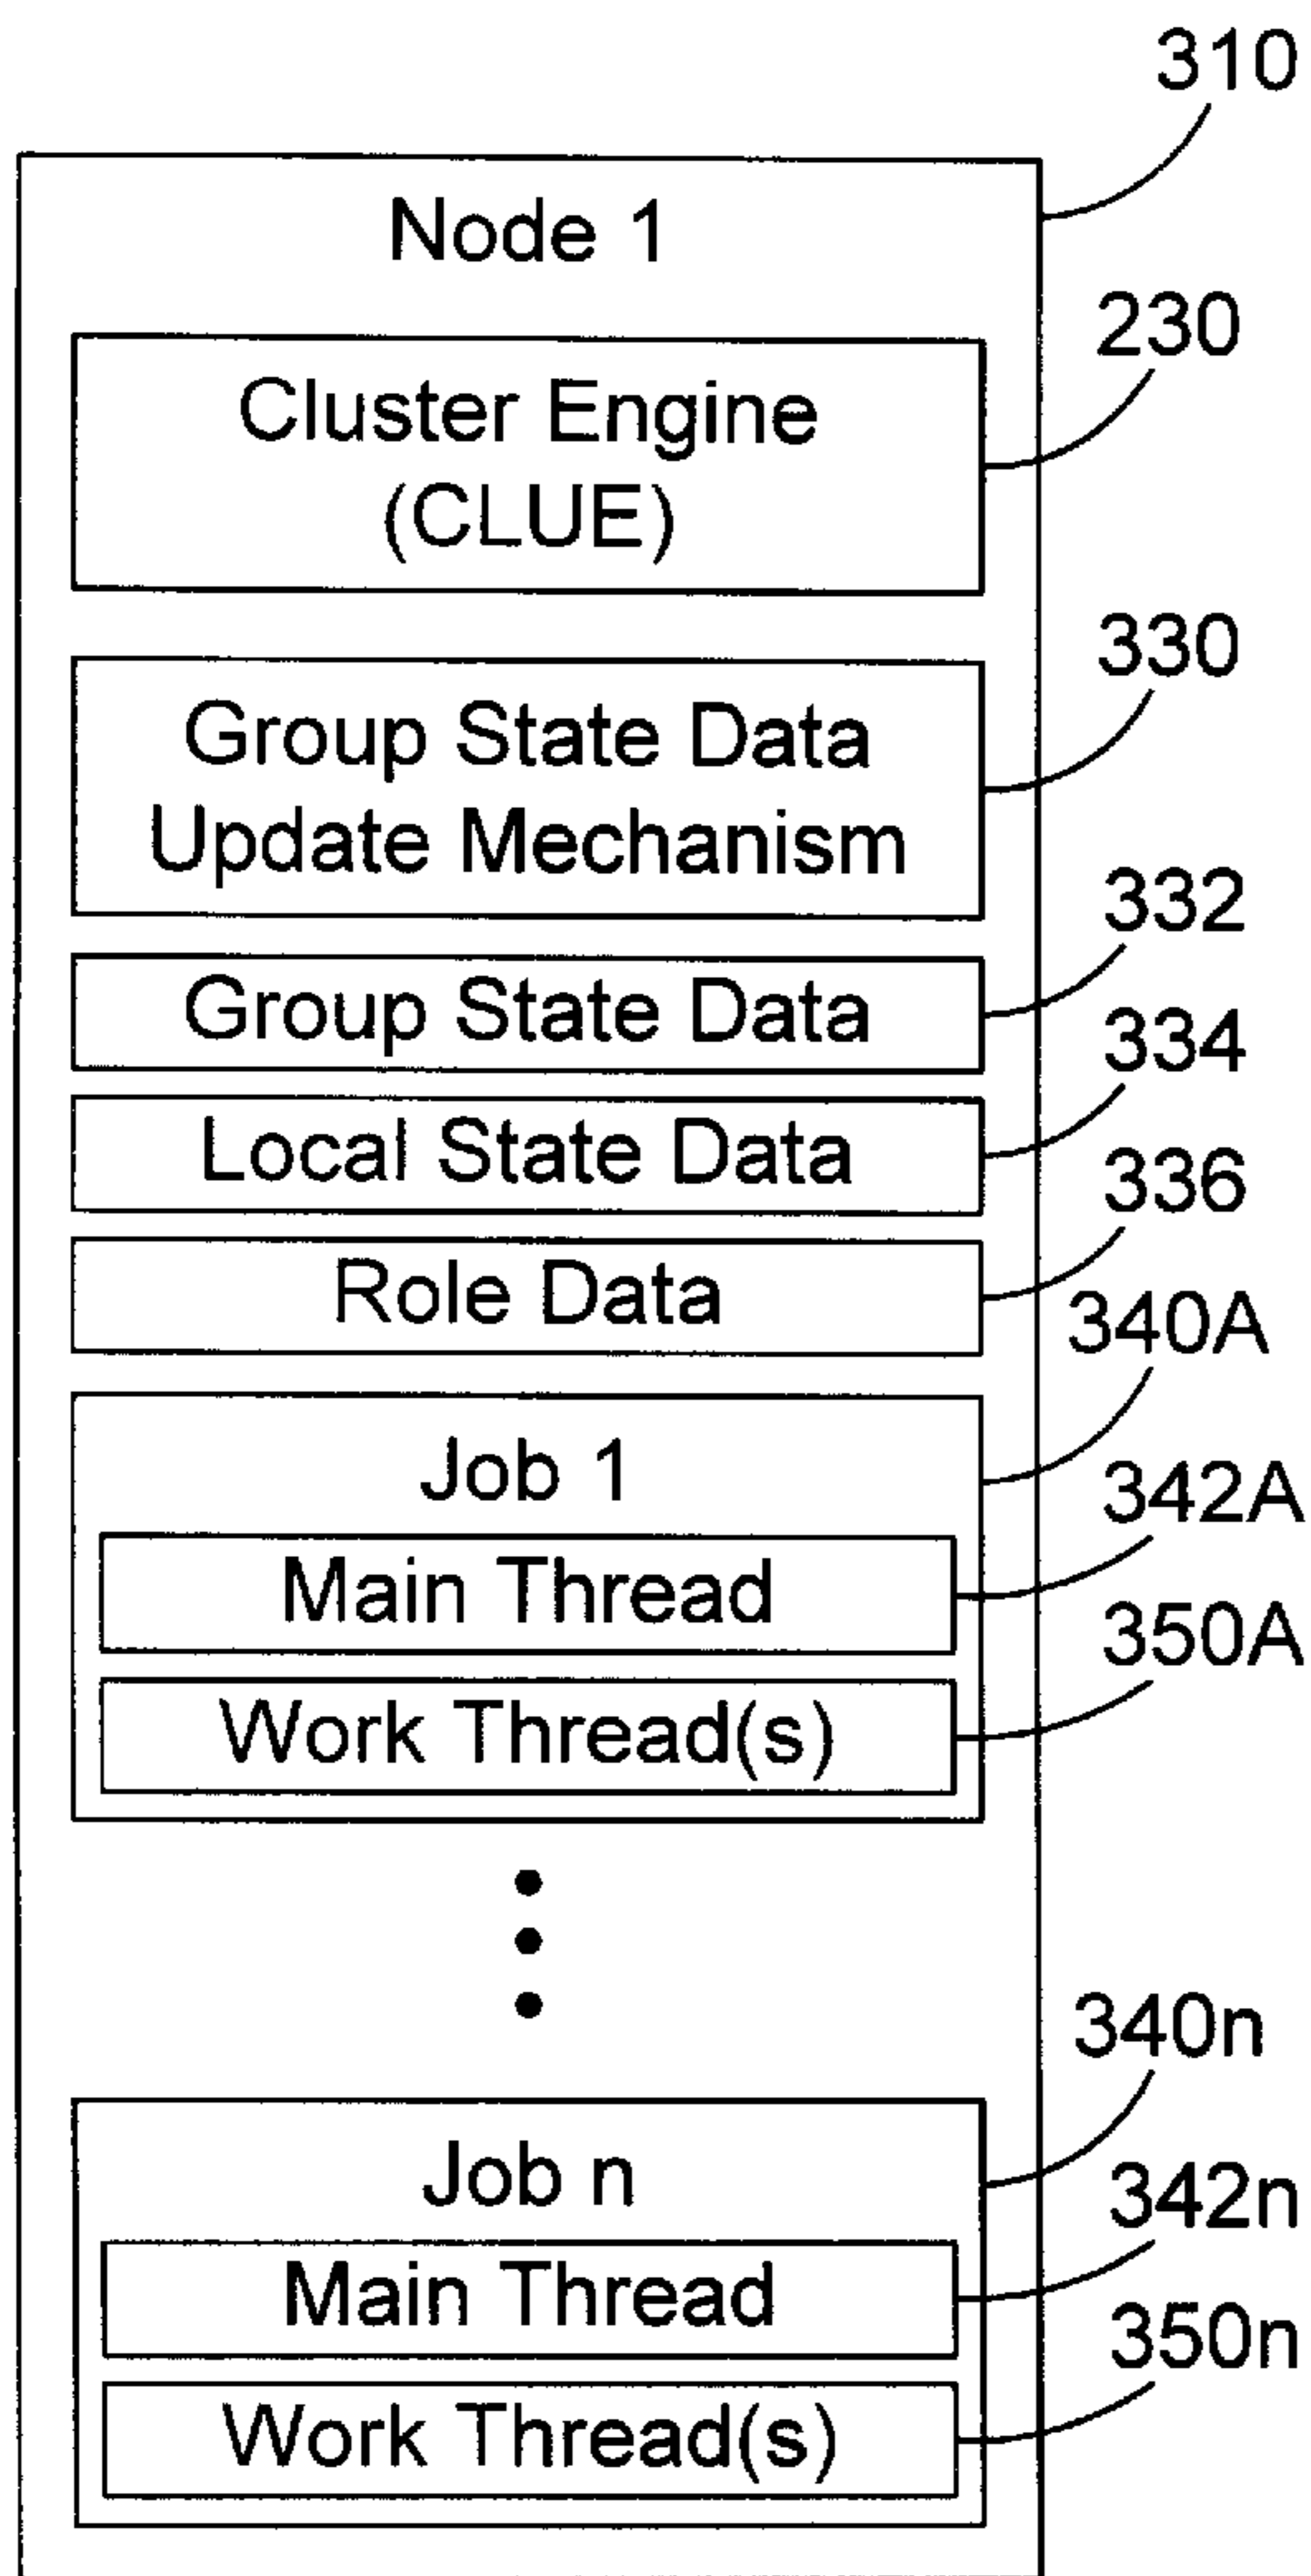 310
Node 1
230
Cluster Engine
(CLUE)
330
Group State Data
Update Mechanism
332
Group State Data
334
Local State Data
336
Role Data
340A
Job 1
342A
Main Thread
350A
Work Thread(s)
340n
Job n
342n
Main Thread
350n
Work Thread(s)